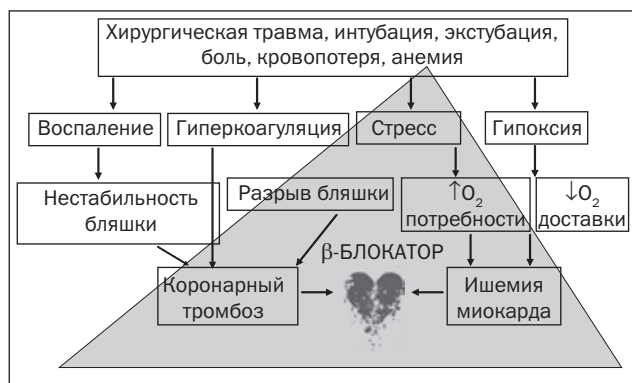 Хирургическая травма, интубация, экстубация,
боль, кровопотеря, анемия
Воспаление
Гиперкоагуляция
Стресс
Гипоксия
Нестабильность
бляшки
Разрыв бляшки
↑O₂
потребности
↓O₂
доставки
β-БЛОКАТОР
Коронарный
тромбоз
Ишемия
миокарда